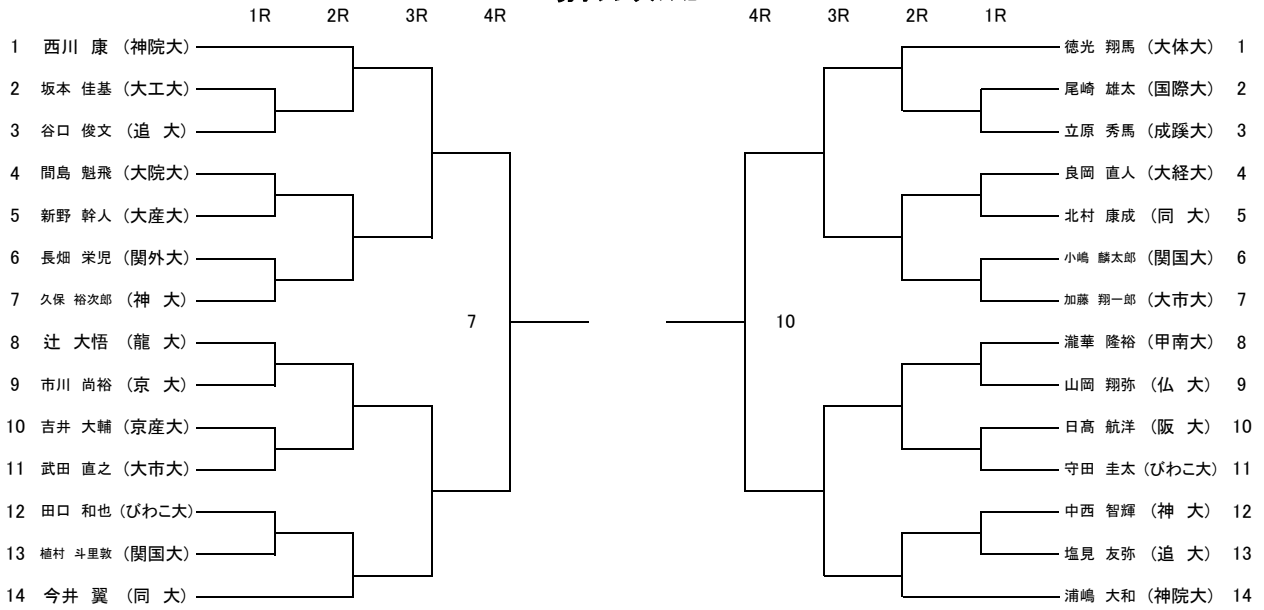 1R 2R 3R 4R 4R 3R 2R 1R
1 西川 康 (神院大) 徳光 翔馬 (大体大) 1
2 坂本 佳基 (大工大) 尾崎 雄太 (国際大) 2
3 谷口 俊文 (追 大) 立原 秀馬 (成蹊大) 3
4 間島 魁飛 (大院大) 良岡 直人 (大経大) 4
5 新野 幹人 (大産大) 北村 康成 (同 大) 5
6 長畑 栄児 (関外大) 小嶋 麟太郎 (関国大) 6
7 久保 裕次郎 (神 大) 加藤 翔一郎 (大市大) 7
7 10
8 辻 大悟 (龍 大) 瀧華 隆裕 (甲南大) 8
9 市川 尚裕 (京 大) 山岡 翔弥 (仏 大) 9
10 吉井 大輔 (京産大) 日髙 航洋 (阪 大) 10
11 武田 直之 (大市大) 守田 圭太 (びわこ大) 11
12 田口 和也 (びわこ大) 中西 智輝 (神 大) 12
13 植村 斗里敦 (関国大) 塩見 友弥 (追 大) 13
14 今井 翼 (同 大) 浦嶋 大和 (神院大) 14